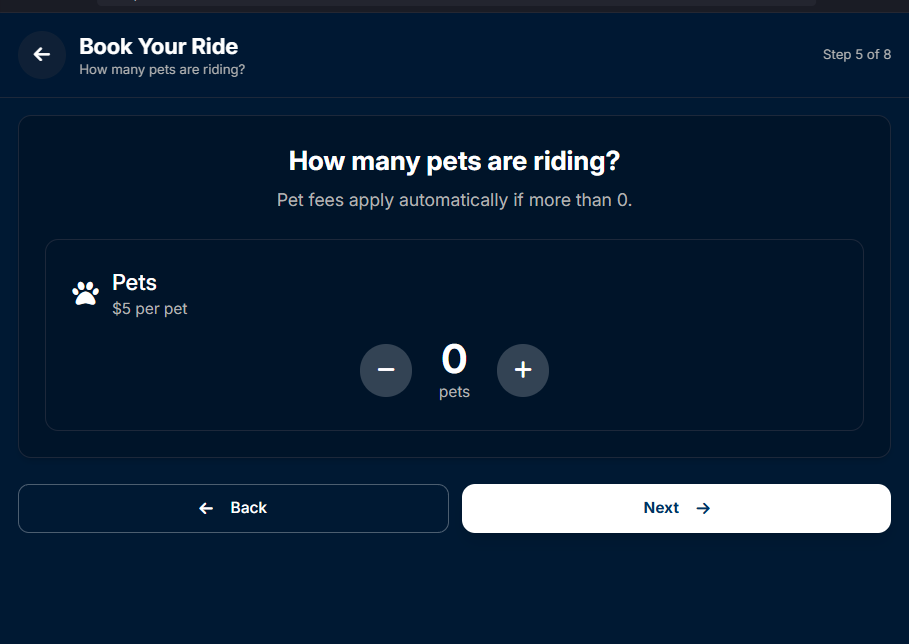 Book Your Ride
How many pets are riding?
Step 5 of 8
How many pets are riding?
Pet fees apply automatically if more than 0.
Pets
$5 per pet
0
pets
Back
Next